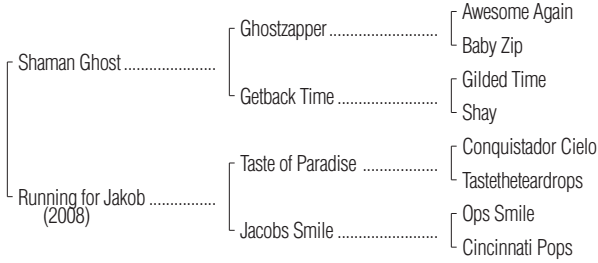 Awesome Again
Ghostzapper
Baby Zip
Shaman Ghost
Gilded Time
Getback Time
Shay
Conquistador Cielo
Taste of Paradise
Tastetheteardrops
Running for Jakob
(2008)
Ops Smile
Jacobs Smile
Cincinnati Pops